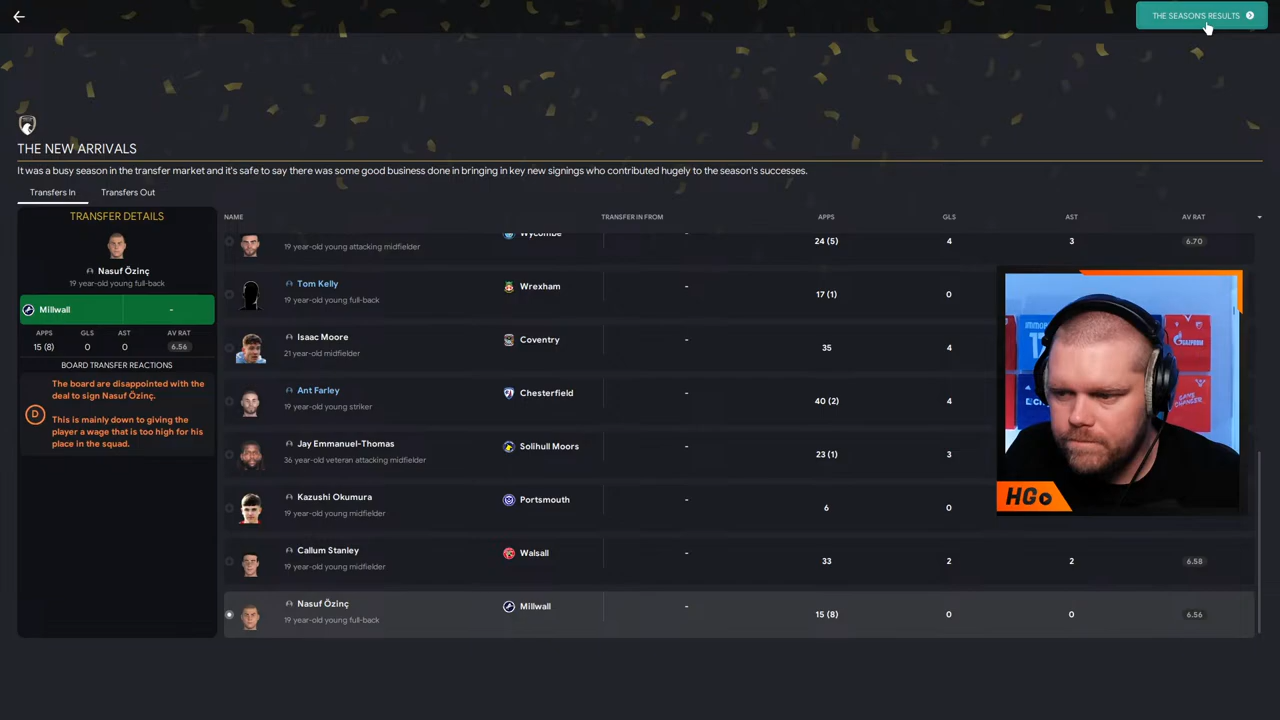 THE SEASON'S RESULTS
THE NEW ARRIVALS
It was a busy season in the transfer market and it's safe to say there was some good business done in bringing in key new signings who contributed hugely to the season's successes.
Transfers In
Transfers Out
TRANSFER DETAILS
Nasuf Özinç
19 year-old young full-back
Millwall -
APPS GLS AST AV RAT
15 (8) 0 0 6.56
BOARD TRANSFER REACTIONS
D
The board are disappointed with the
deal to sign Nasuf Özinç.
This is mainly down to giving the
player a wage that is too high for his
place in the squad.
NAME TRANSFER IN FROM APPS GLS AST AV RAT
Wycombe - 24 (5) 4 3 6.70
19 year-old young attacking midfielder
Tom Kelly Wrexham - 17 (1) 0
19 year-old young full-back
Isaac Moore Coventry - 35 4
21 year-old midfielder
Ant Farley Chesterfield - 40 (2) 4
19 year-old young striker
Jay Emmanuel-Thomas Solihull Moors - 23 (1) 3
36 year-old veteran attacking midfielder
Kazushi Okumura Portsmouth - 6 0
19 year-old young midfielder
Callum Stanley Walsall - 33 2 2 6.58
19 year-old young midfielder
Nasuf Özinç Millwall - 15 (8) 0 0 6.56
19 year-old young full-back
GAZPROM
HGO